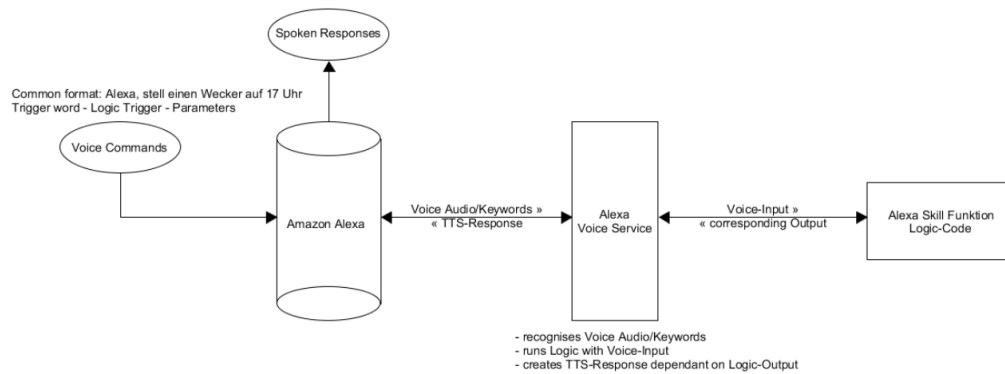 Spoken Responses
Common format: Alexa, stell einen Wecker auf 17 Uhr
Trigger word - Logic Trigger - Parameters
Voice Commands
Amazon Alexa
Voice Audio/Keywords »
« TTS-Response
Alexa
Voice Service
Voice-Input »
« corresponding Output
Alexa Skill Funktion
Logic-Code
- recognises Voice Audio/Keywords
- runs Logic with Voice-Input
- creates TTS-Response dependant on Logic-Output